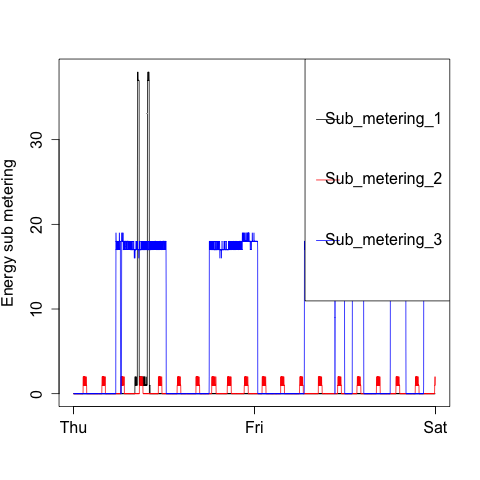 Energy sub metering
30
20
10
0
Sub_metering_1
Sub_metering_2
Sub_metering_3
Thu
Fri
Sat